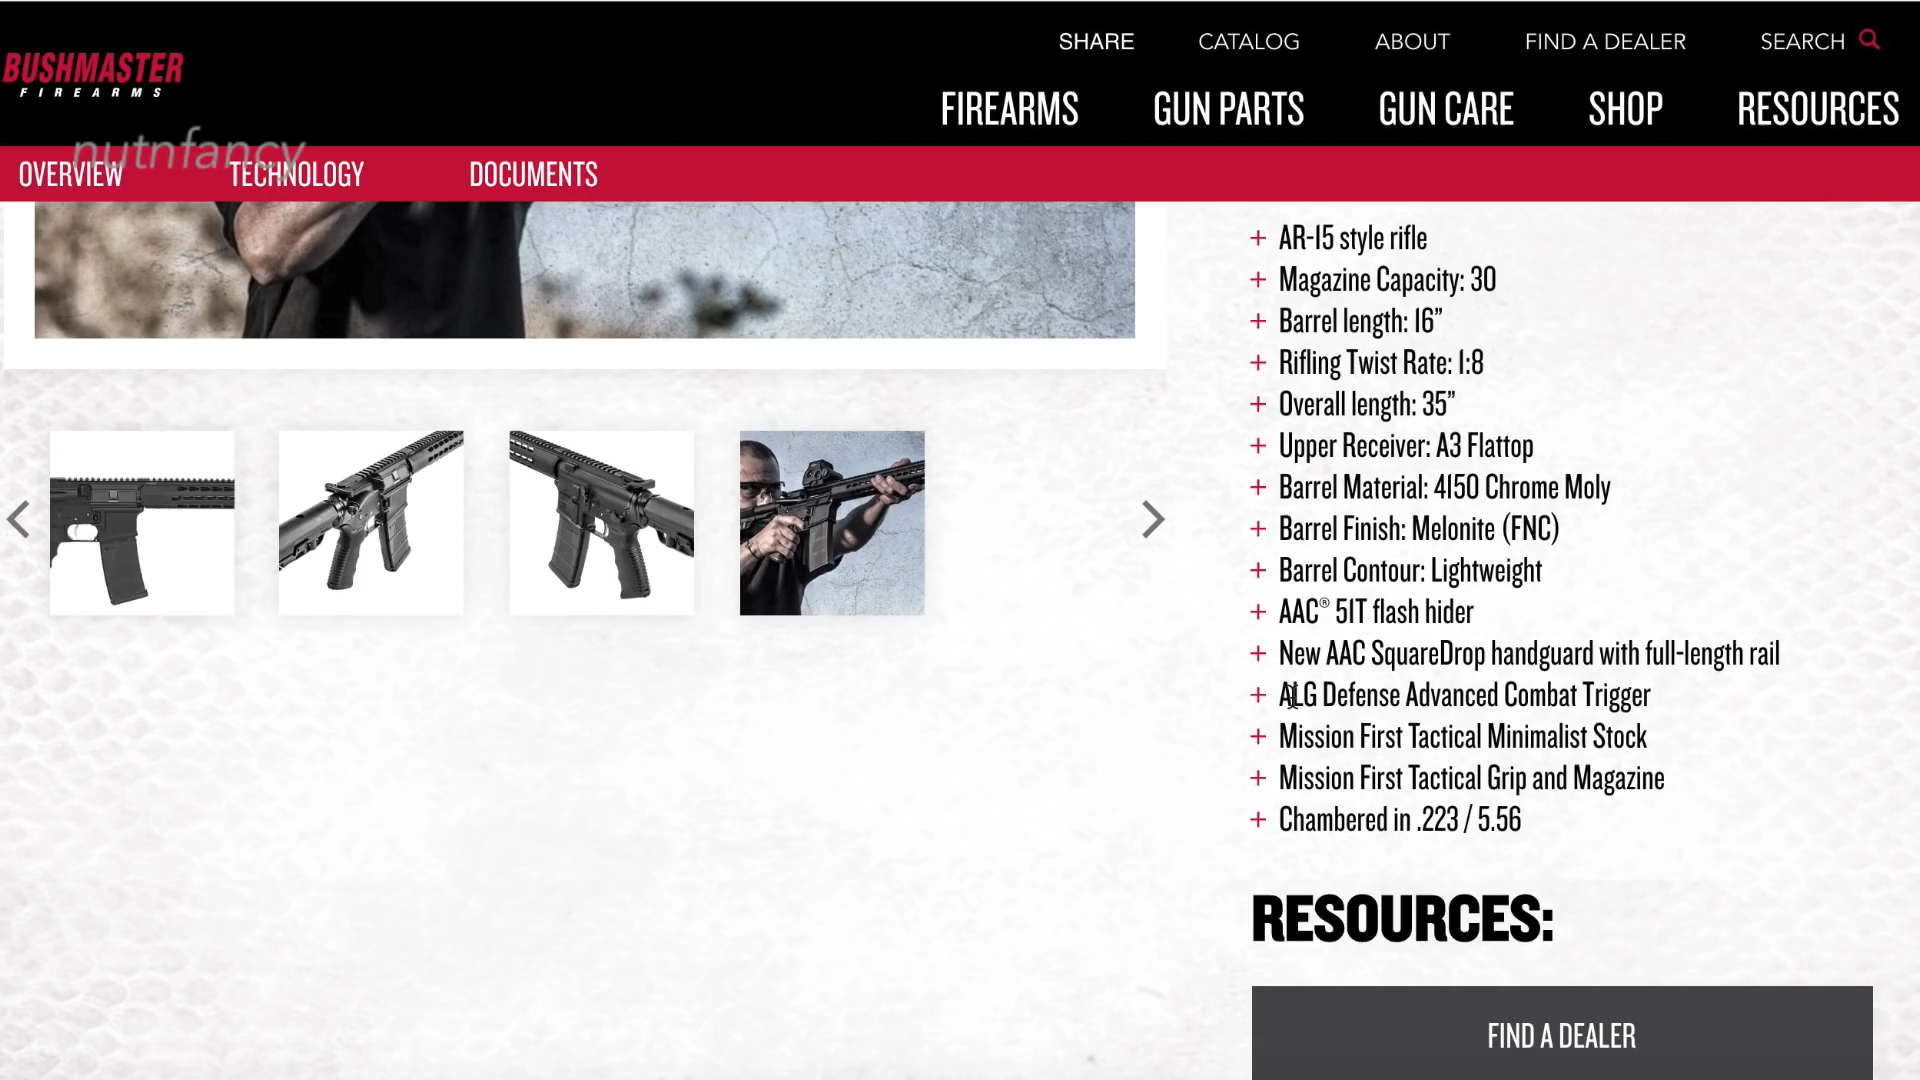 SHARE
CATALOG
ABOUT
FIND A DEALER
SEARCH
BUSHMASTER
FIREARMS
FIREARMS
GUN PARTS
GUN CARE
SHOP
RESOURCES
nutnfancy
OVERVIEW
TECHNOLOGY
DOCUMENTS
+ AR-15 style rifle
+ Magazine Capacity: 30
+ Barrel length: 16”
+ Rifling Twist Rate: 1:8
+ Overall length: 35”
+ Upper Receiver: A3 Flattop
+ Barrel Material: 4150 Chrome Moly
+ Barrel Finish: Melonite (FNC)
+ Barrel Contour: Lightweight
+ AAC® 51T flash hider
+ New AAC SquareDrop handguard with full-length rail
+ ALG Defense Advanced Combat Trigger
+ Mission First Tactical Minimalist Stock
+ Mission First Tactical Grip and Magazine
+ Chambered in .223 / 5.56
RESOURCES:
FIND A DEALER